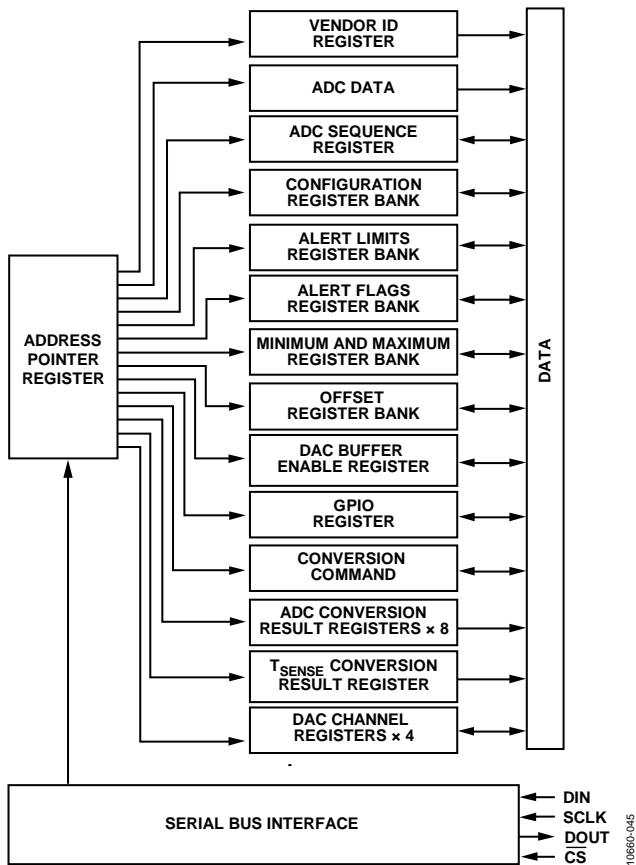 VENDOR ID
REGISTER
ADC DATA
ADC SEQUENCE
REGISTER
CONFIGURATION
REGISTER BANK
ALERT LIMITS
REGISTER BANK
ALERT FLAGS
REGISTER BANK
ADDRESS
POINTER
REGISTER
MINIMUM AND MAXIMUM
REGISTER BANK
DATA
OFFSET
REGISTER BANK
DAC BUFFER
ENABLE REGISTER
GPIO
REGISTER
CONVERSION
COMMAND
ADC CONVERSION
RESULT REGISTERS × 8
TSENSE CONVERSION
RESULT REGISTER
DAC CHANNEL
REGISTERS × 4
SERIAL BUS INTERFACE
DIN
SCLK
DOUT
CS
10660-045